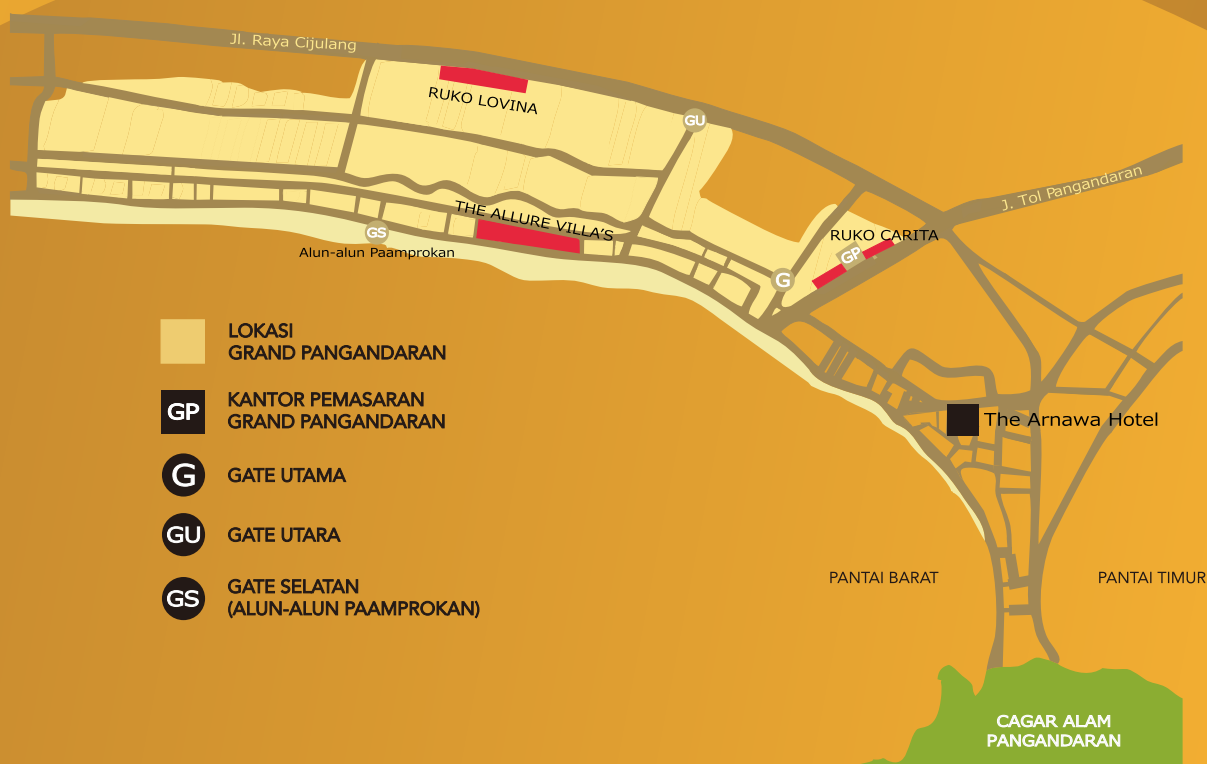 Jl. Raya Cijulang
RUKO LOVINA
GU
J. Tol Pangandaran
THE ALLURE VILLA'S
GS
Alun-alun Paamprokan
RUKO CARITA
GP
G
LOKASI
GRAND PANGANDARAN
GP
KANTOR PEMASARAN
GRAND PANGANDARAN
The Arnawa Hotel
G
GATE UTAMA
GU
GATE UTARA
GS
GATE SELATAN
(ALUN-ALUN PAAMPROKAN)
PANTAI BARAT
PANTAI TIMUR
CAGAR ALAM
PANGANDARAN